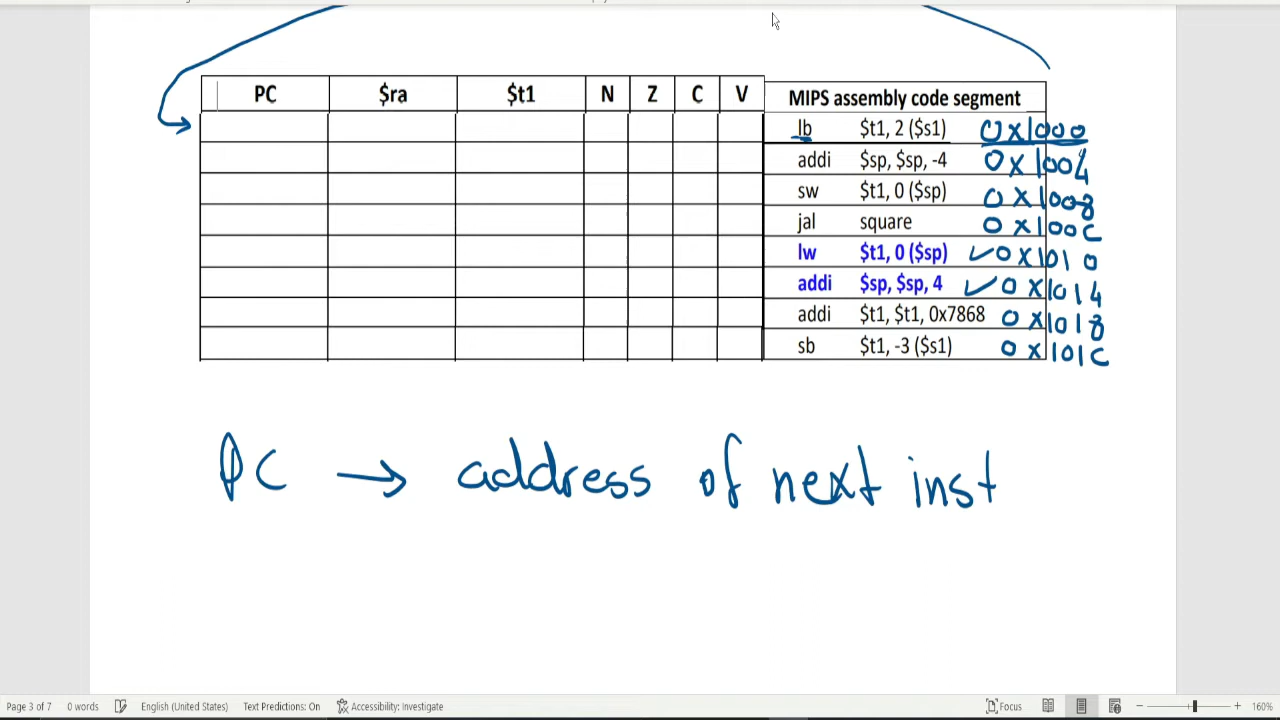 PC $ra $t1 N Z C V MIPS assembly code segment
lb $t1, 2 ($s1) 0x1000
addi $sp, $sp, -4 0x1004
sw $t1, 0 ($sp) 0x1008
jal square 0x100C
lw $t1, 0 ($sp) ✓ 0x1010
addi $sp, $sp, 4 ✓ 0x1014
addi $t1, $t1, 0x7868 0x1018
sb $t1, -3 ($s1) 0x101C
PC → address of next inst
Page 3 of 7 0 words English (United States) Text Predictions: On Accessibility: Investigate Focus 160%